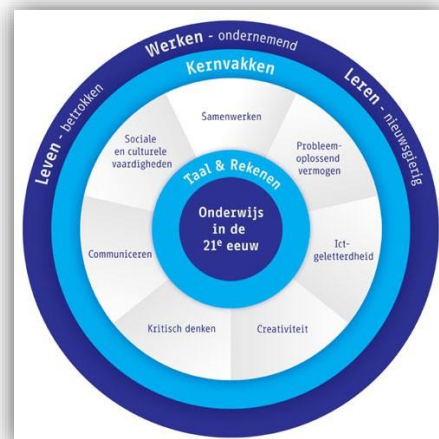 Leven - betrokken
Werken - ondernemend
Leren - nieuwsgierig
Kernvakken
Samenwerken
Probleem-
oplossend
vermogen
Ict-
geletterdheid
Creativiteit
Kritisch denken
Communiceren
Sociale
en culturele
vaardigheden
Taal & Rekenen
Onderwijs
in de
21e eeuw